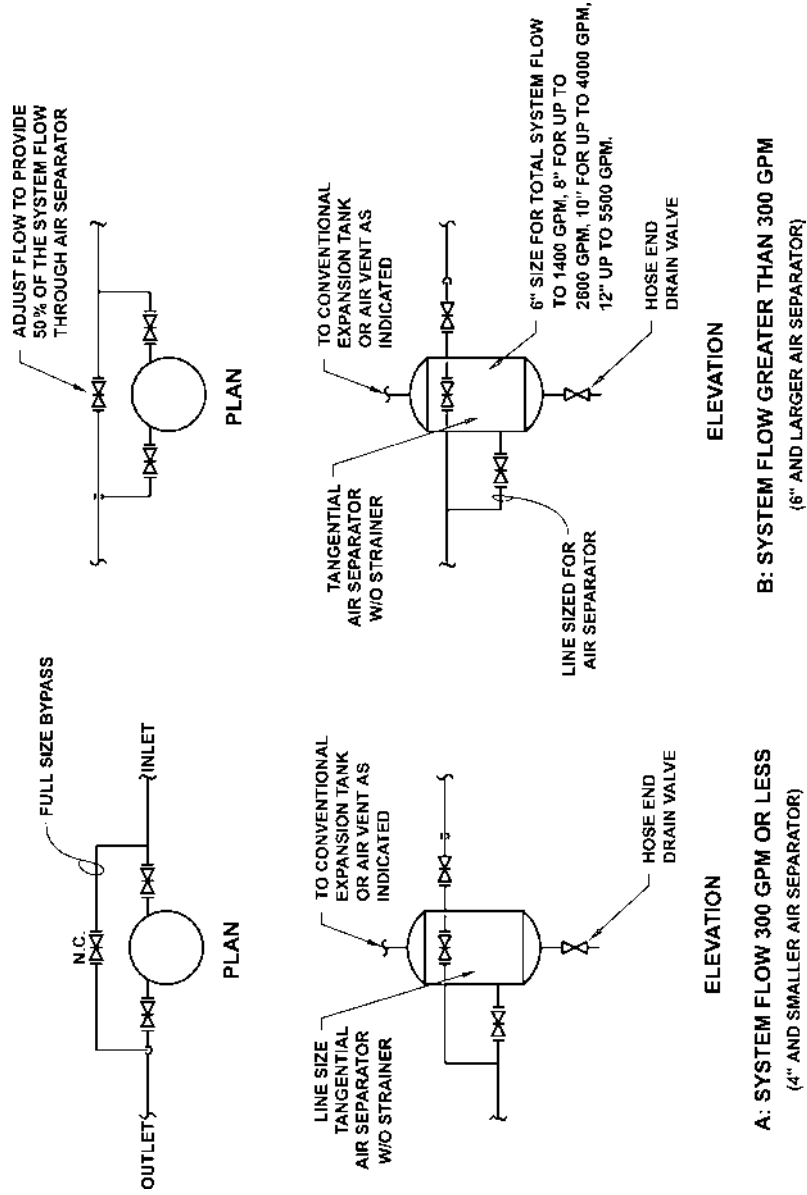 FULL SIZE BYPASS
N.C.
INLET
OUTLET
PLAN
LINE SIZE
TANGENTIAL
AIR SEPARATOR
W/O STRAINER
TO CONVENTIONAL
EXPANSION TANK
OR AIR VENT AS
INDICATED
HOSE END
DRAIN VALVE
ELEVATION
A: SYSTEM FLOW 300 GPM OR LESS
(4" AND SMALLER AIR SEPARATOR)
ADJUST FLOW TO PROVIDE
50% OF THE SYSTEM FLOW
THROUGH AIR SEPARATOR
PLAN
TANGENTIAL
AIR SEPARATOR
W/O STRAINER
TO CONVENTIONAL
EXPANSION TANK
OR AIR VENT AS
INDICATED
6" SIZE FOR TOTAL SYSTEM FLOW
TO 1400 GPM, 8" FOR UP TO
2600 GPM, 10" FOR UP TO 4000 GPM,
12" UP TO 5500 GPM.
LINE SIZED FOR
AIR SEPARATOR
HOSE END
DRAIN VALVE
ELEVATION
B: SYSTEM FLOW GREATER THAN 300 GPM
(6" AND LARGER AIR SEPARATOR)